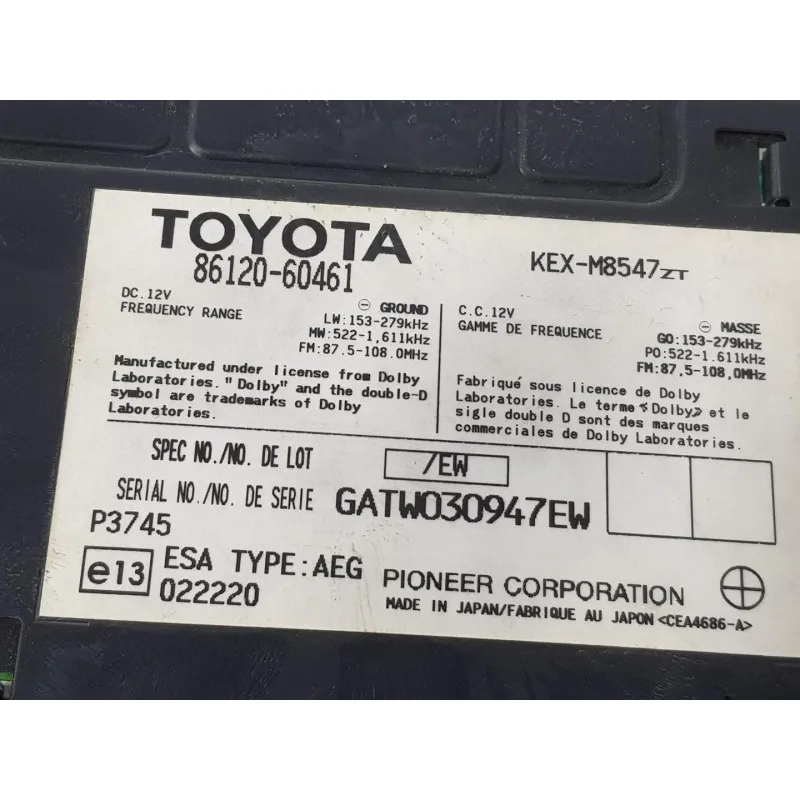 TOYOTA
86120-60461
KEX-M8547ZT
DC.12V
⊖ GROUND
FREQUENCY RANGE
LW:153-279kHz
MW:522-1,611kHz
FM:87.5-108.0MHz
Manufactured under license from Dolby
Laboratories. "Dolby" and the double-D
symbol are trademarks of Dolby
Laboratories.
C.C.12V
⊖ MASSE
GAMME DE FREQUENCE
GO:153-279kHz
PO:522-1.611kHz
FM:87,5-108,0MHz
Fabriqué sous licence de Dolby
Laboratories. Le terme «Dolby» et le
sigle double D sont des marques
commerciales de Dolby Laboratories.
SPEC NO./NO. DE LOT
/EW
SERIAL NO./NO. DE SERIE GATW030947EW
P3745
e13
ESA TYPE:AEG
022220
PIONEER CORPORATION
MADE IN JAPAN/FABRIQUE AU JAPON <CEA4686-A>